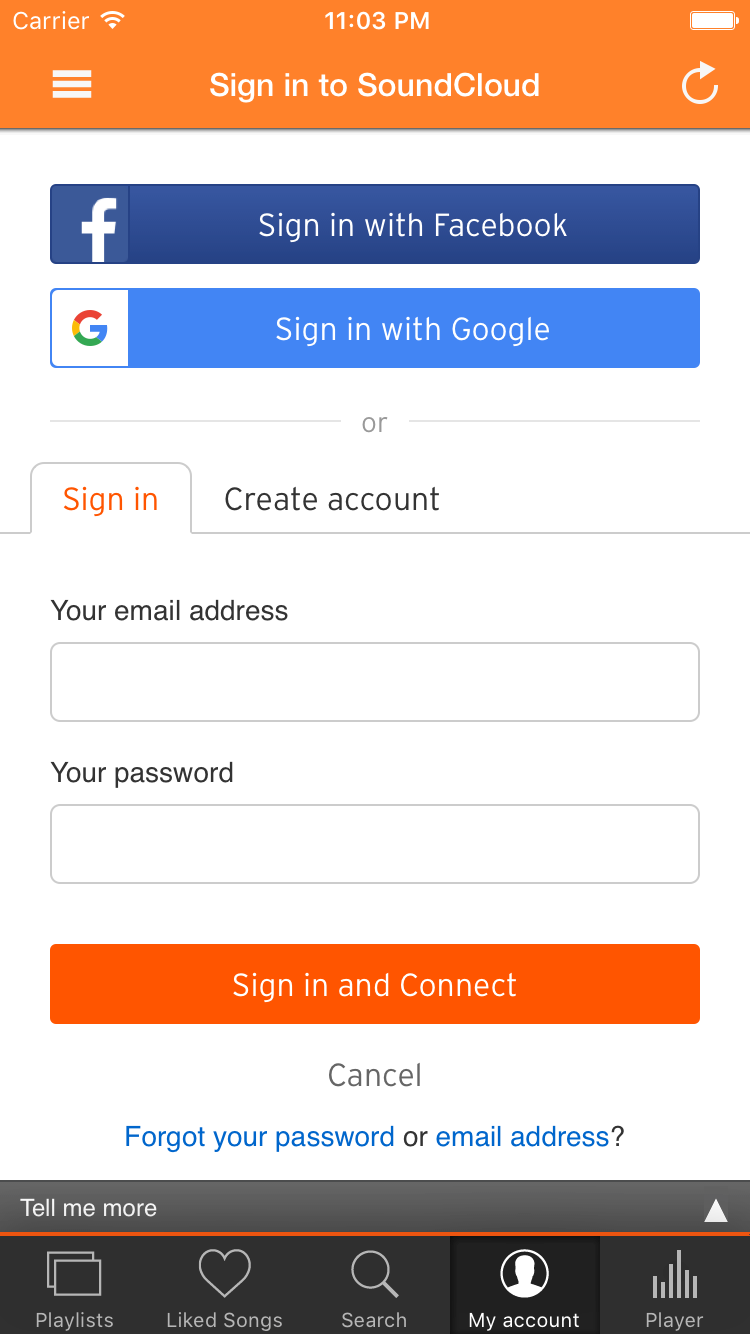 Carrier 11:03 PM
Sign in to SoundCloud
Sign in with Facebook
Sign in with Google
or
Sign in Create account
Your email address
Your password
Sign in and Connect
Cancel
Forgot your password or email address?
Tell me more
Playlists Liked Songs Search My account Player